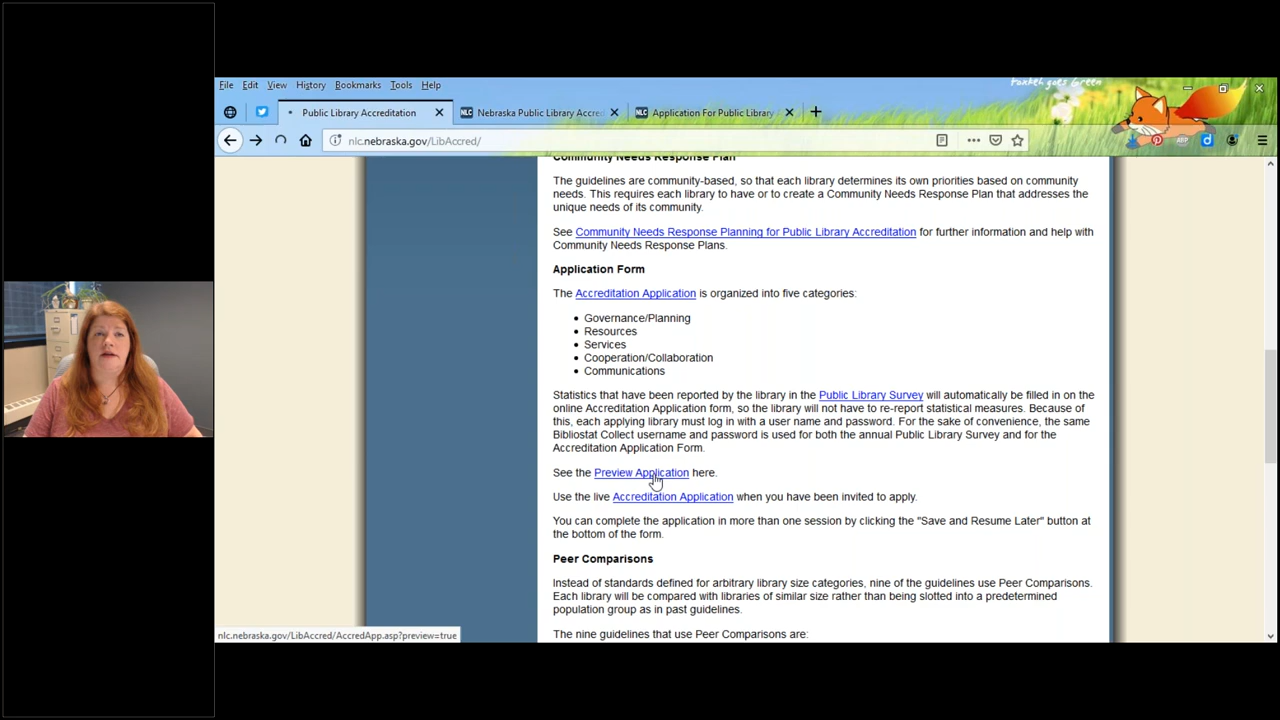 Foxkeh goes Green
File Edit View History Bookmarks Tools Help
Public Library Accreditation
NLC Nebraska Public Library Accred
NLC Application For Public Library
nlc.nebraska.gov/LibAccred/
Community Needs Response Plan
The guidelines are community-based, so that each library determines its own priorities based on community
needs. This requires each library to have or to create a Community Needs Response Plan that addresses the
unique needs of its community.
See Community Needs Response Planning for Public Library Accreditation for further information and help with
Community Needs Response Plans.
Application Form
The Accreditation Application is organized into five categories:
• Governance/Planning
• Resources
• Services
• Cooperation/Collaboration
• Communications
Statistics that have been reported by the library in the Public Library Survey will automatically be filled in on the
online Accreditation Application form, so the library will not have to re-report statistical measures. Because of
this, each applying library must log in with a user name and password. For the sake of convenience, the same
Bibliostat Collect username and password is used for both the annual Public Library Survey and for the
Accreditation Application Form.
See the Preview Application here.
Use the live Accreditation Application when you have been invited to apply.
You can complete the application in more than one session by clicking the "Save and Resume Later" button at
the bottom of the form.
Peer Comparisons
Instead of standards defined for arbitrary library size categories, nine of the guidelines use Peer Comparisons.
Each library will be compared with libraries of similar size rather than being slotted into a predetermined
population group as in past guidelines.
The nine guidelines that use Peer Comparisons are:
nlc.nebraska.gov/LibAccred/AccredApp.asp?preview=true